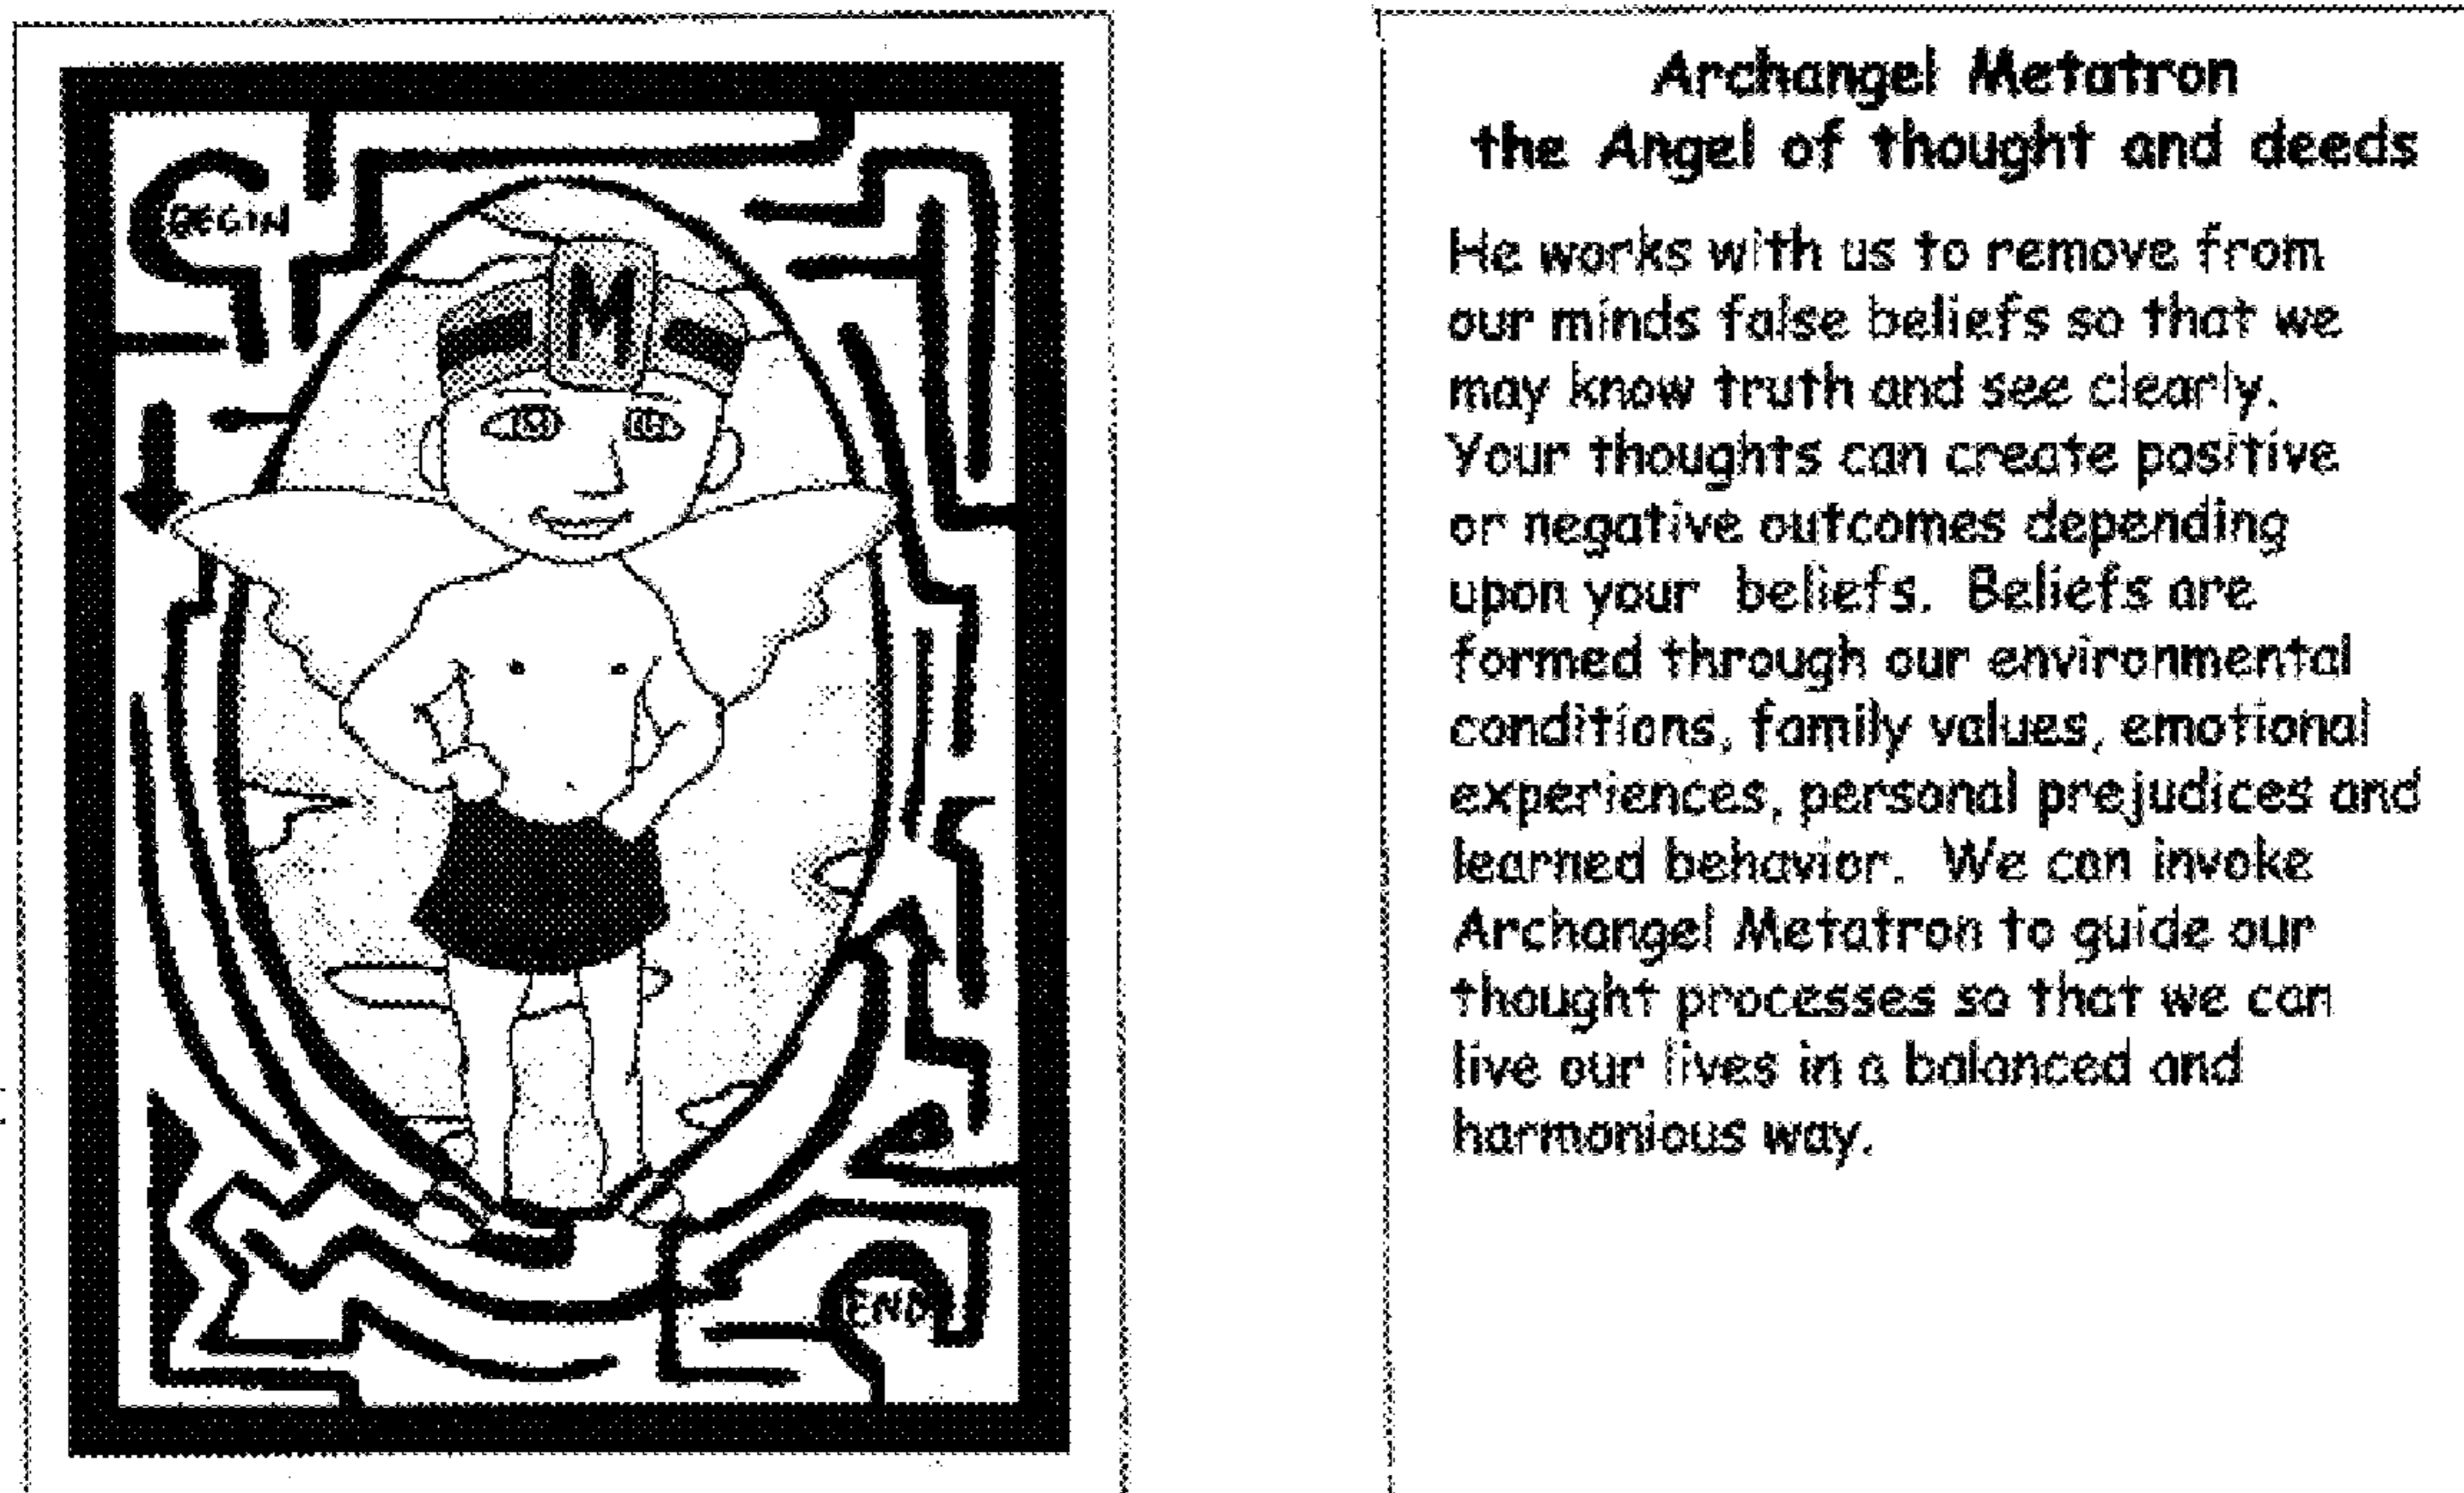 BEGIN
M
END
Archangel Metatron
the Angel of thought and deeds
He works with us to remove from
our minds false beliefs so that we
may know truth and see clearly.
Your thoughts can create positive
or negative outcomes depending
upon your beliefs. Beliefs are
formed through our environmental
conditions, family values, emotional
experiences, personal prejudices and
learned behavior. We can invoke
Archangel Metatron to guide our
thought processes so that we can
live our lives in a balanced and
harmonious way.